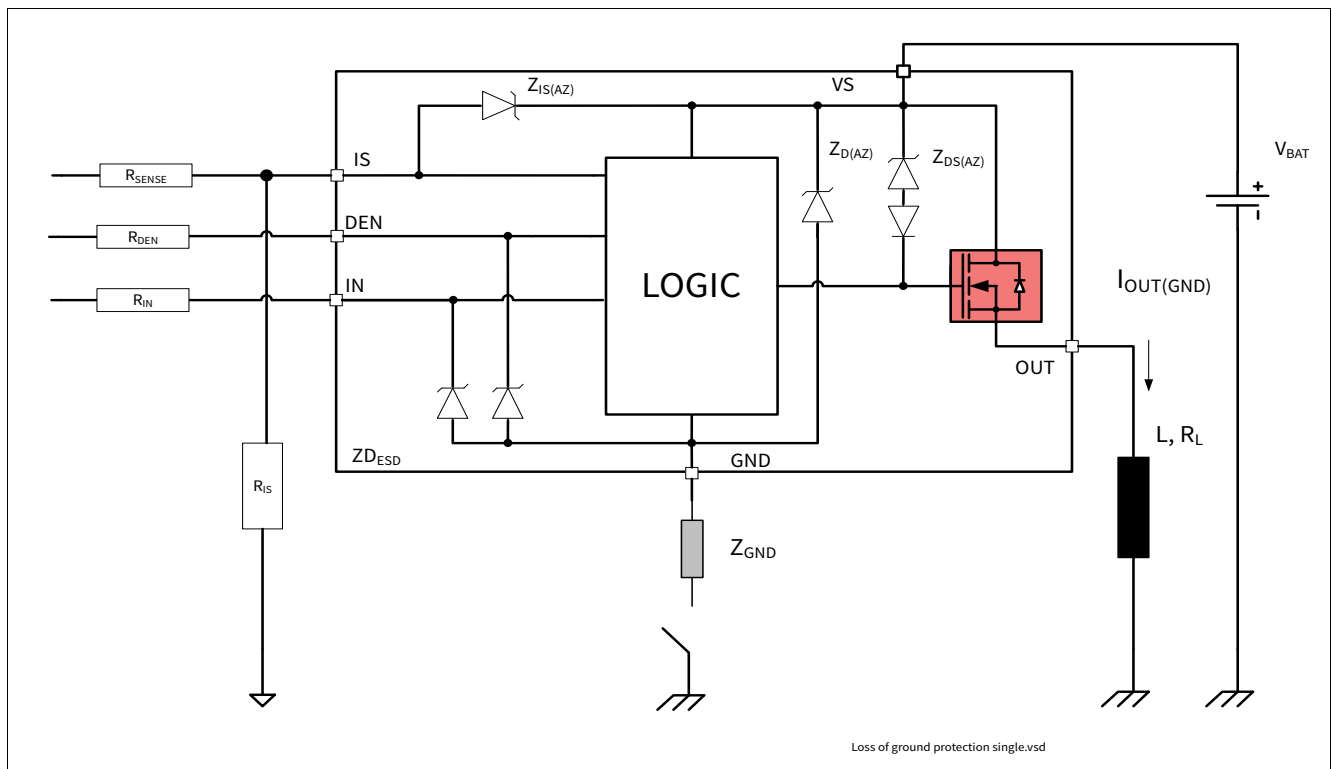 Z_IS(AZ)
VS
IS
Z_D(AZ)
Z_DS(AZ)
V_BAT
R_SENSE
+
DEN
R_DEN
IN
LOGIC
I_OUT(GND)
R_IN
OUT
L, R_L
ZD_ESD
GND
R_IS
Z_GND
Loss of ground protection single.vsd